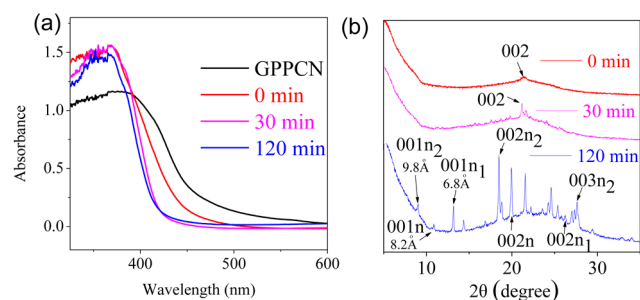 (a)
1.5
1.0
0.5
0.0
Absorbance
GPPCN
0 min
30 min
120 min
400
500
600
Wavelength (nm)
(b)
002
0 min
002
30 min
002n2
120 min
001n2
9.8Å
001n1
6.8Å
003n2
001n
8.2Å
002n
002n1
10
20
30
2θ (degree)